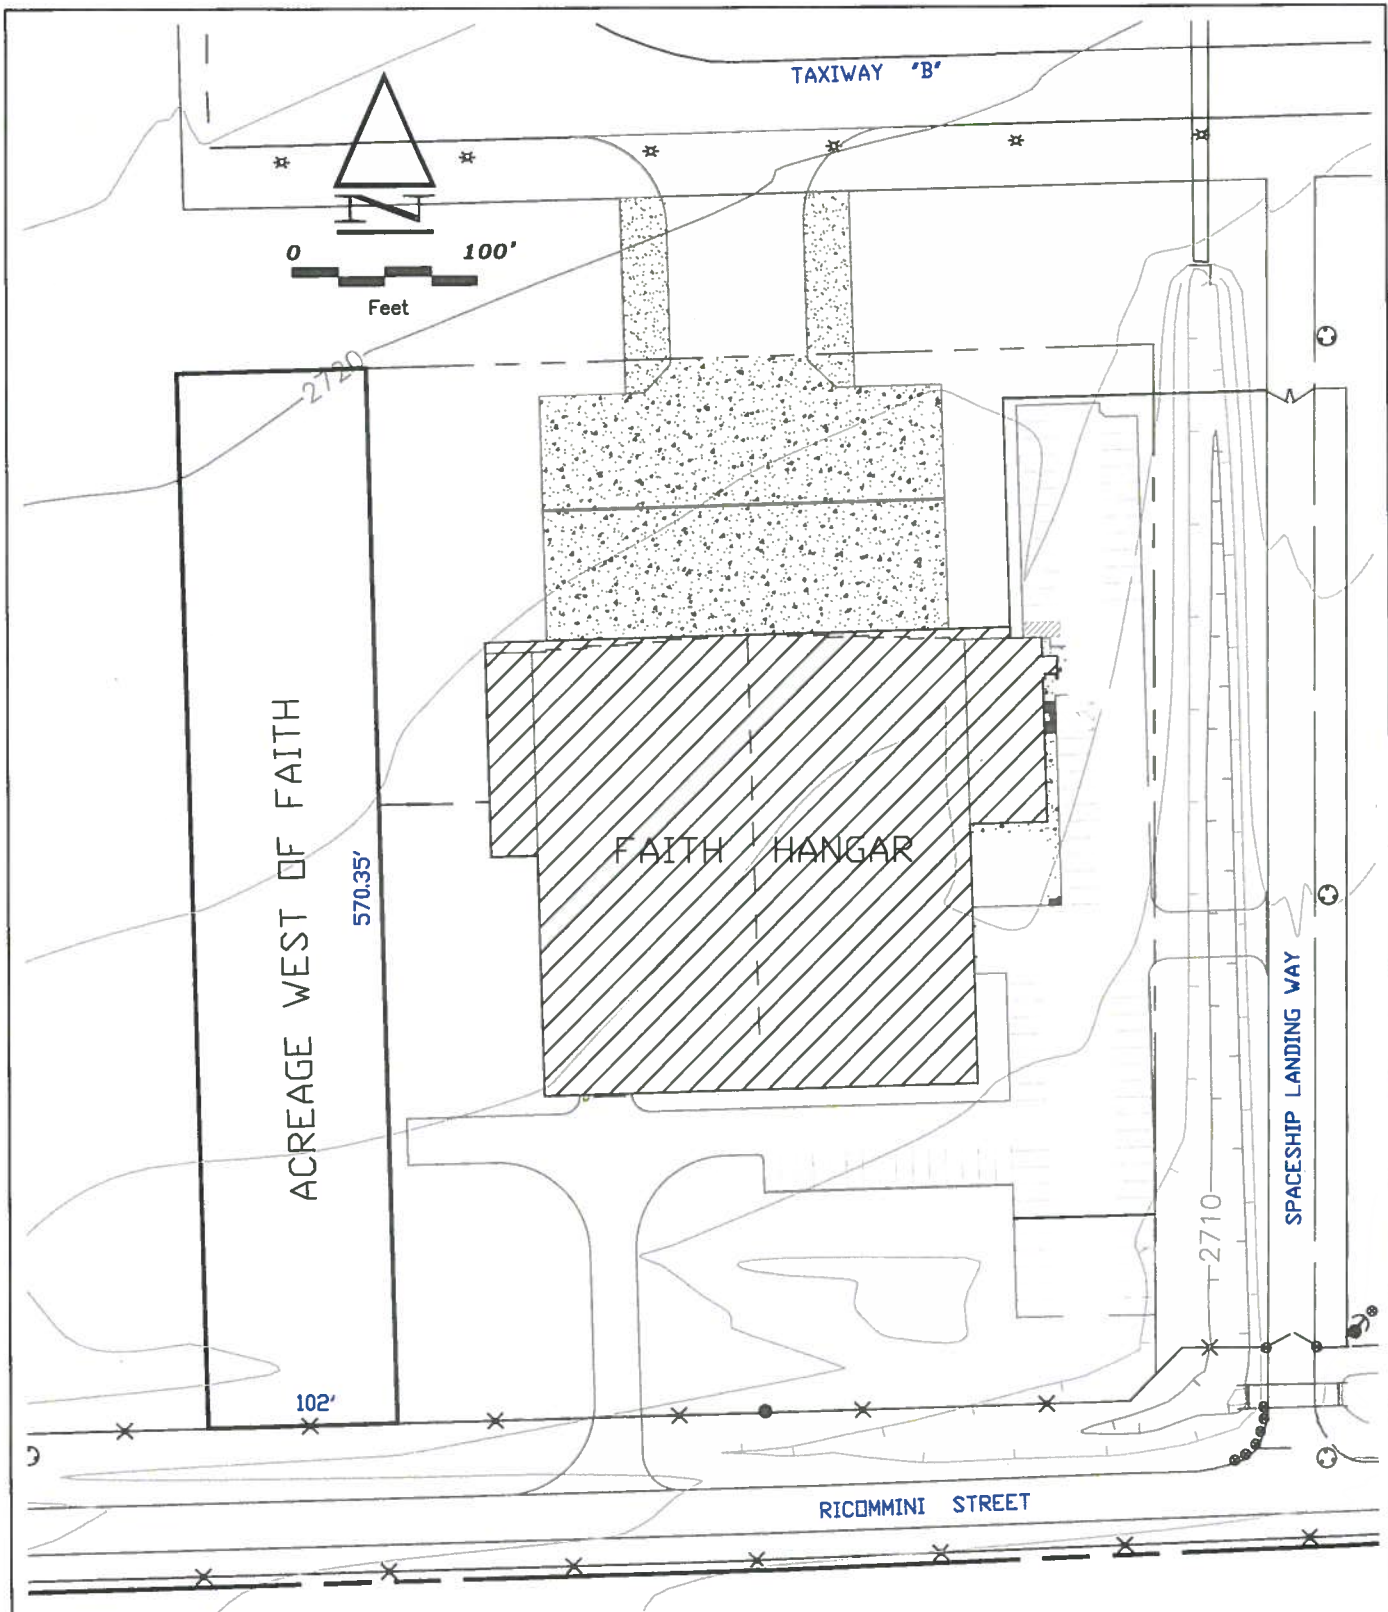 TAXIWAY "B"
N
0 100'
Feet
2720
ACREAGE WEST OF FAITH
570.35'
FAITH HANGAR
SPACESHIP LANDING WAY
2710
102'
RICOMMINI STREET